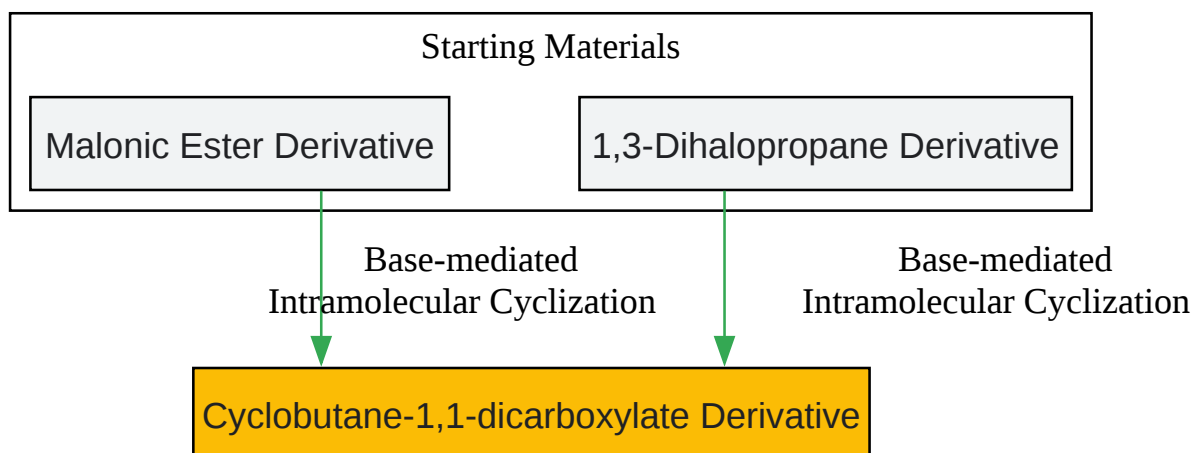 Starting Materials
Malonic Ester Derivative
1,3-Dihalopropane Derivative
Base-mediated
Intramolecular Cyclization
Base-mediated
Intramolecular Cyclization
Cyclobutane-1,1-dicarboxylate Derivative